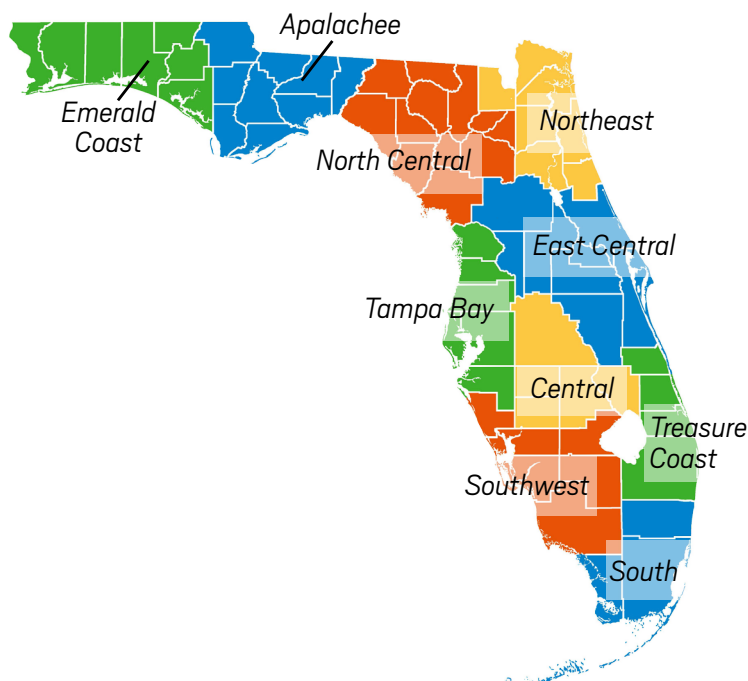 Apalachee
Emerald
Coast
Northeast
North Central
East Central
Tampa Bay
Central
Treasure
Coast
Southwest
South